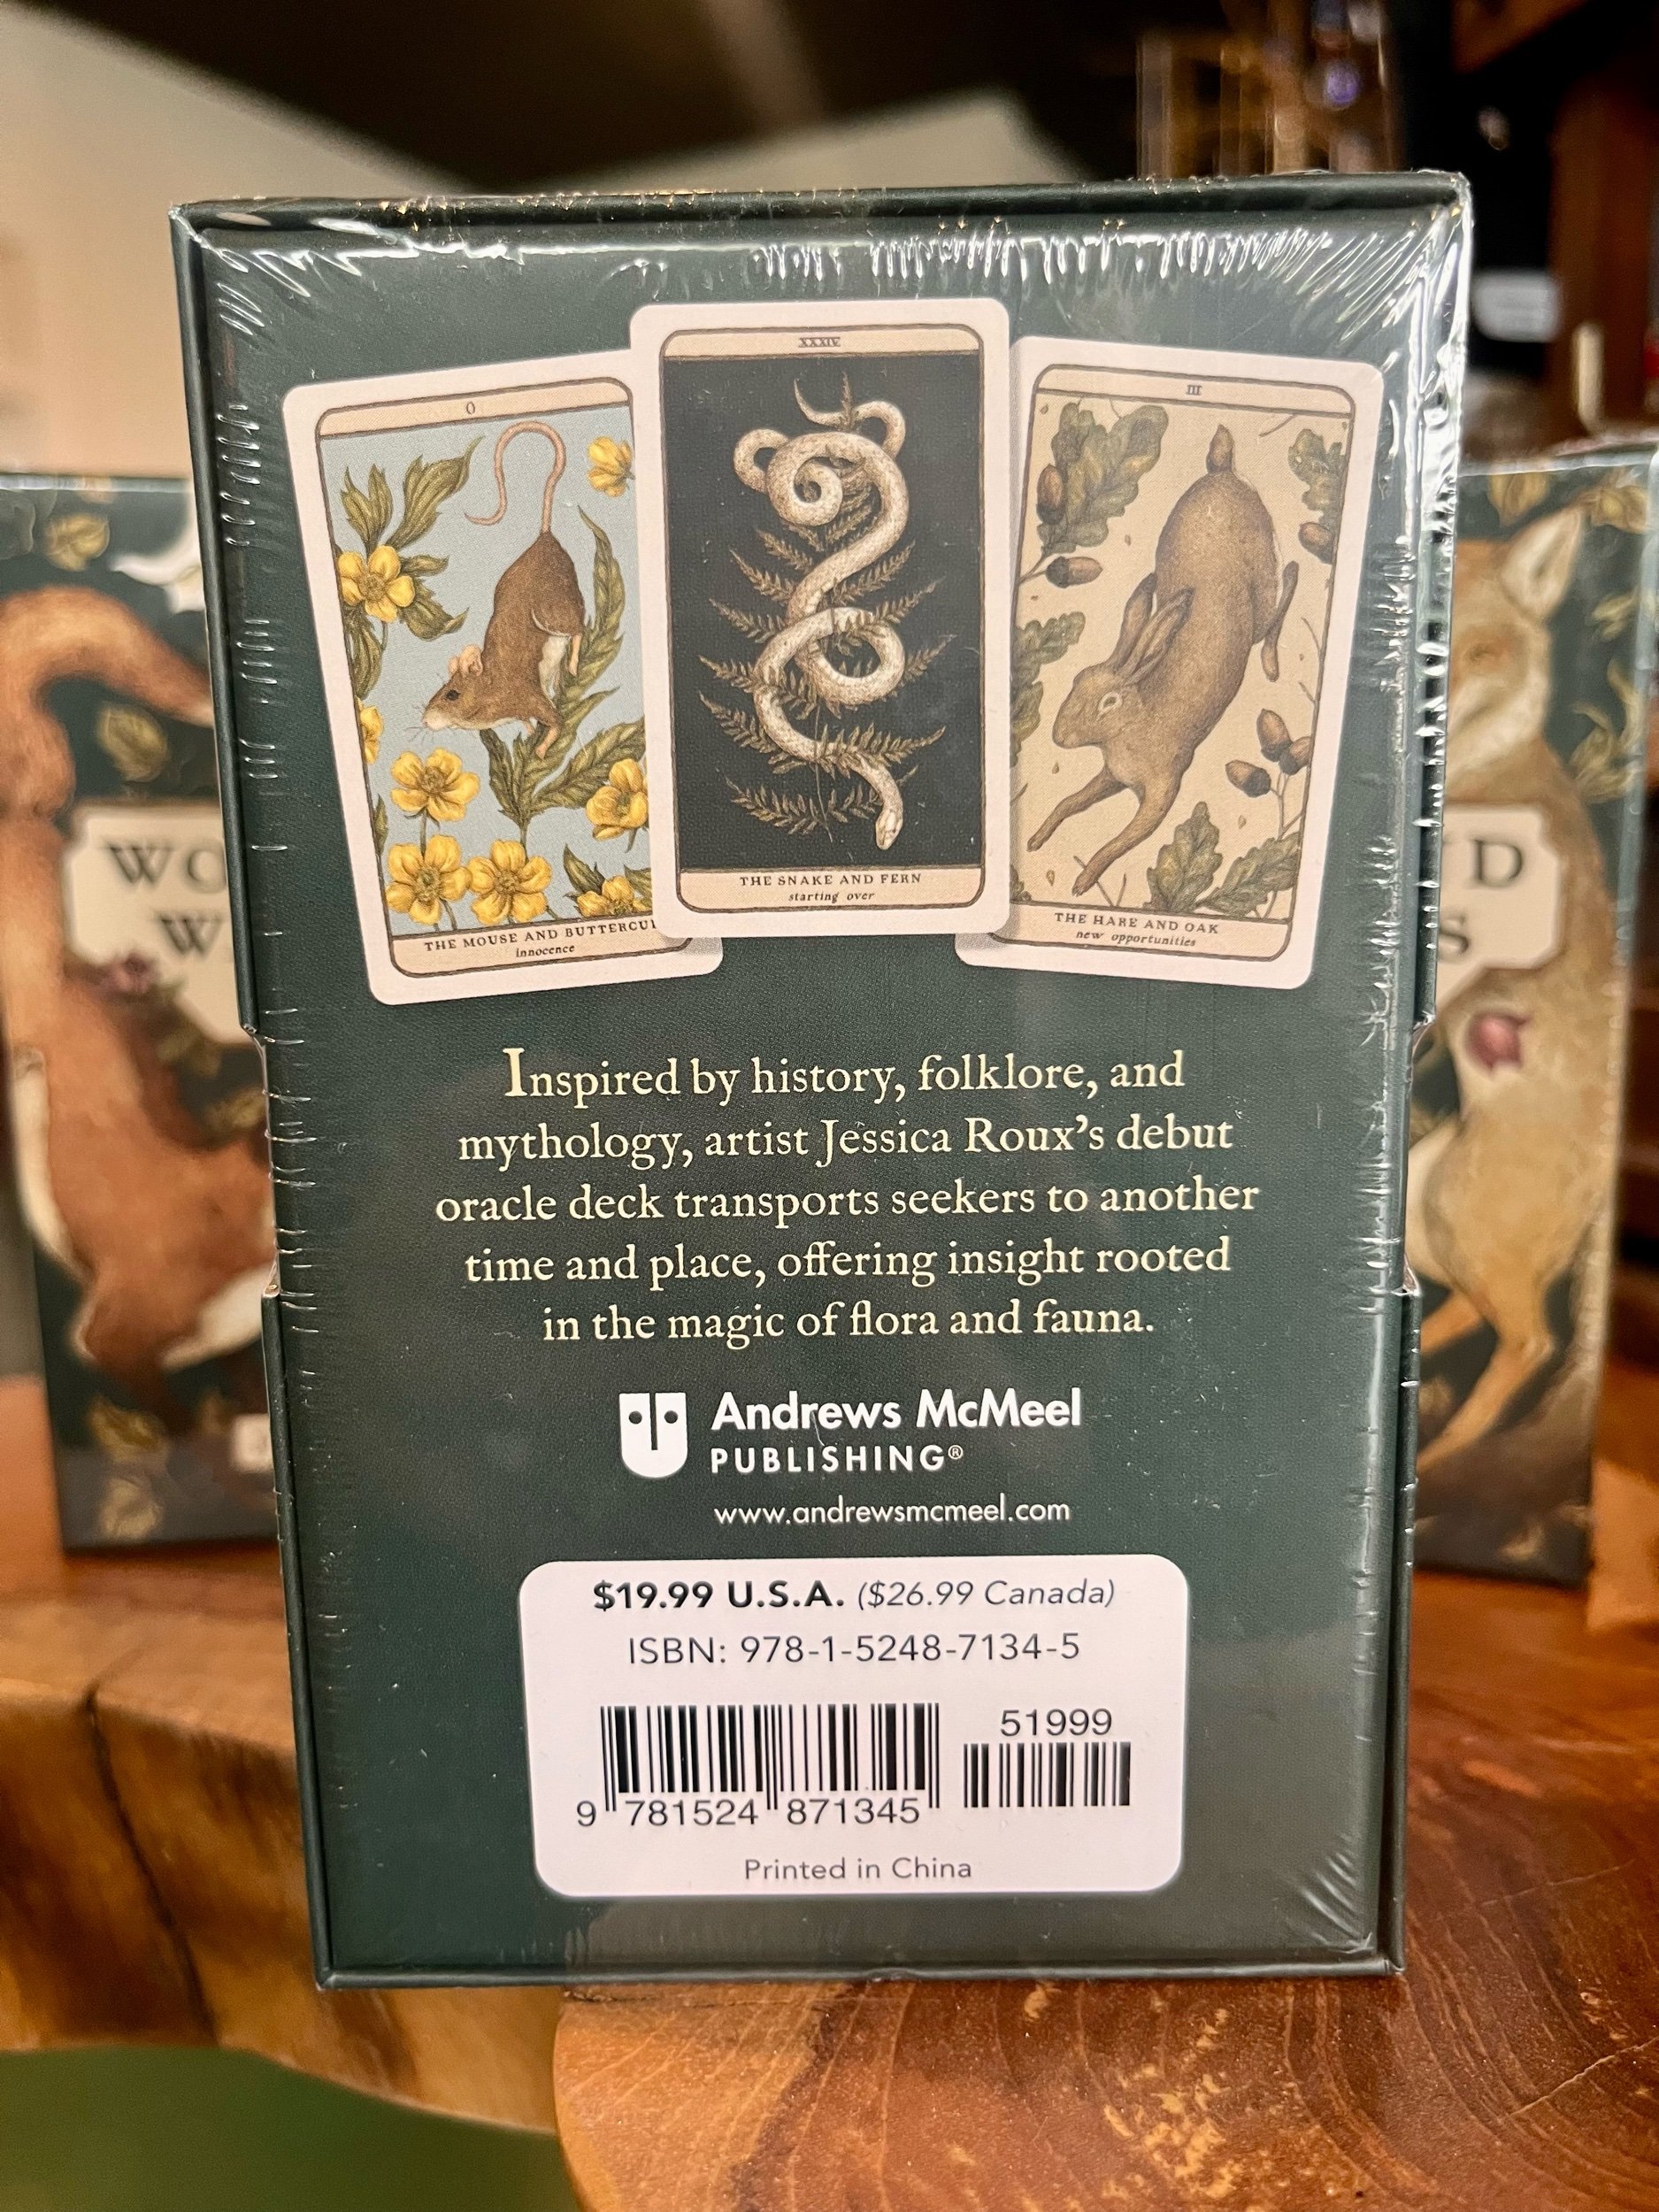 0
THE MOUSE AND BUTTERCU
innocence
XXXIV
THE SNAKE AND FERN
starting over
III
THE HARE AND OAK
new opportunities
WO
W
ND
S
Inspired by history, folklore, and
mythology, artist Jessica Roux’s debut
oracle deck transports seekers to another
time and place, offering insight rooted
in the magic of flora and fauna.
Andrews McMeel
PUBLISHING®
www.andrewsmcmeel.com
$19.99 U.S.A. ($26.99 Canada)
ISBN: 978-1-5248-7134-5
51999
9 781524 871345
Printed in China